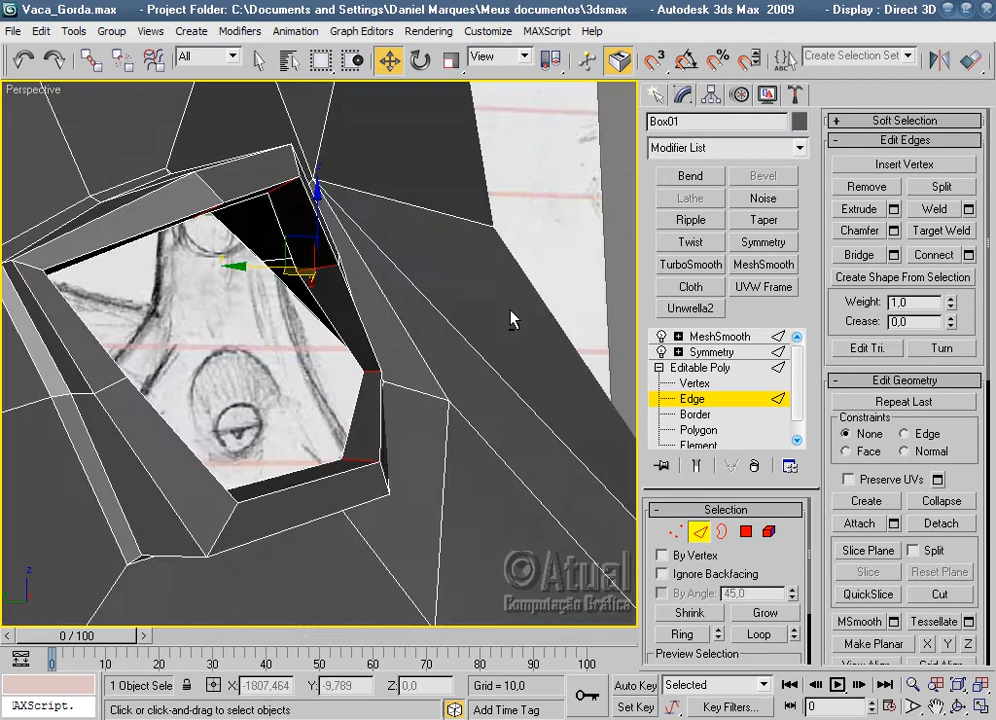 Vaca_Gorda.max - Project Folder: C:\Documents and Settings\Daniel Marques\Meus documentos\3dsmax - Autodesk 3ds Max 2009 - Display : Direct 3D
File Edit Tools Group Views Create Modifiers Animation Graph Editors Rendering Customize MAXScript Help
All View Create Selection Set
Perspective
Box01
Modifier List
Bend Bevel
Lathe Noise
Ripple Taper
Twist Symmetry
TurboSmooth MeshSmooth
Cloth UVW Frame
Unwrella2
MeshSmooth
Symmetry
Editable Poly
Vertex
Edge
Border
Polygon
Element
Selection
By Vertex
Ignore Backfacing
By Angle: 45,0
Shrink Grow
Ring Loop
Preview Selection
Soft Selection
Edit Edges
Insert Vertex
Remove Split
Extrude Weld
Chamfer Target Weld
Bridge Connect
Create Shape From Selection
Weight: 1,0
Crease: 0,0
Edit Tri. Turn
Edit Geometry
Repeat Last
Constraints
None Edge
Face Normal
Preserve UVs
Create Collapse
Attach Detach
Slice Plane Split
Slice Reset Plane
QuickSlice Cut
MSmooth Tessellate
Make Planar X Y Z
View Align Grid Align
©Atual
Computação Gráfica
z
0 / 100
0 10 20 30 40 50 60 70 80 90 100
1 Object Sele X: -1807,464 Y: -9,789 Z: 0,0 Grid = 10,0 Auto Key Selected
Set Key Key Filters... 0
AXScript. Click or click-and-drag to select objects Add Time Tag